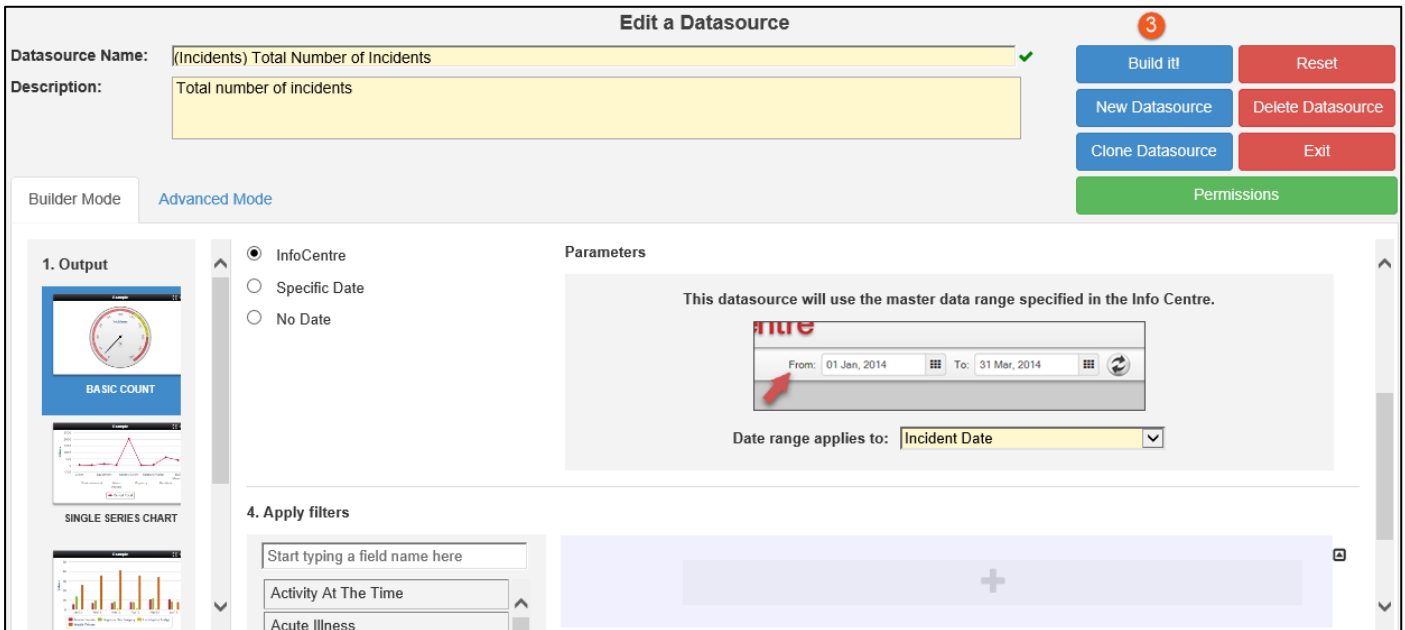 Edit a Datasource
3
Datasource Name:
(Incidents) Total Number of Incidents
Description:
Total number of incidents
Build it!
Reset
New Datasource
Delete Datasource
Clone Datasource
Exit
Permissions
Builder Mode
Advanced Mode
1. Output
Example
BASIC COUNT
Example
SINGLE SERIES CHART
Example
InfoCentre
Specific Date
No Date
Parameters
This datasource will use the master data range specified in the Info Centre.
entre
From: 01 Jan, 2014 To: 31 Mar, 2014
Date range applies to: Incident Date
4. Apply filters
Start typing a field name here
Activity At The Time
Acute Illness